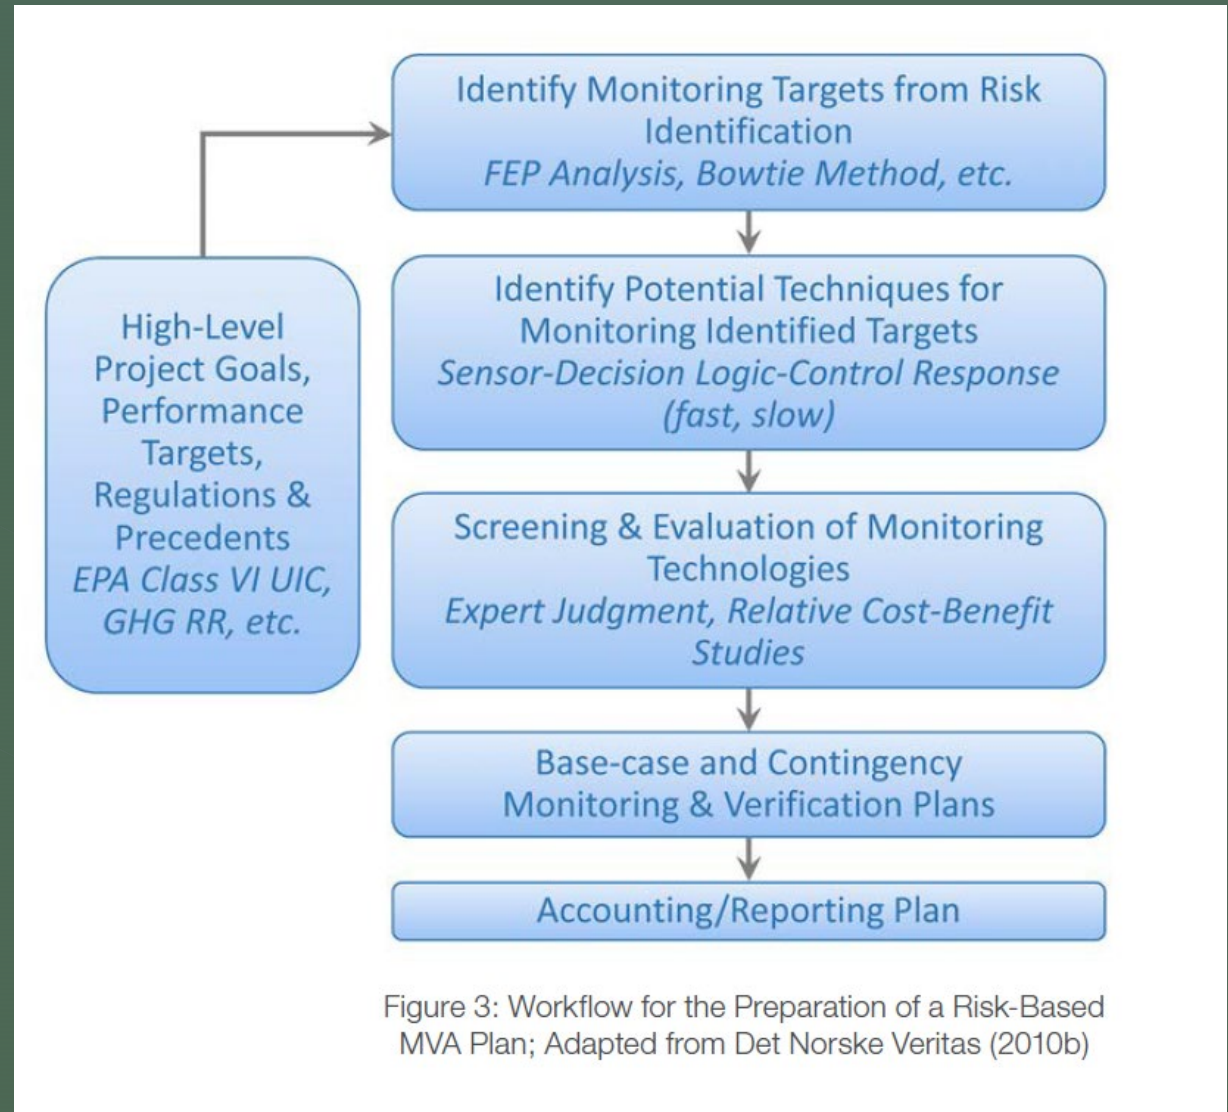 Identify Monitoring Targets from Risk
Identification
FEP Analysis, Bowtie Method, etc.
High-Level
Project Goals,
Performance
Targets,
Regulations &
Precedents
EPA Class VI UIC,
GHG RR, etc.
Identify Potential Techniques for
Monitoring Identified Targets
Sensor-Decision Logic-Control Response
(fast, slow)
Screening & Evaluation of Monitoring
Technologies
Expert Judgment, Relative Cost-Benefit
Studies
Base-case and Contingency
Monitoring & Verification Plans
Accounting/Reporting Plan
Figure 3: Workflow for the Preparation of a Risk-Based
MVA Plan; Adapted from Det Norske Veritas (2010b)